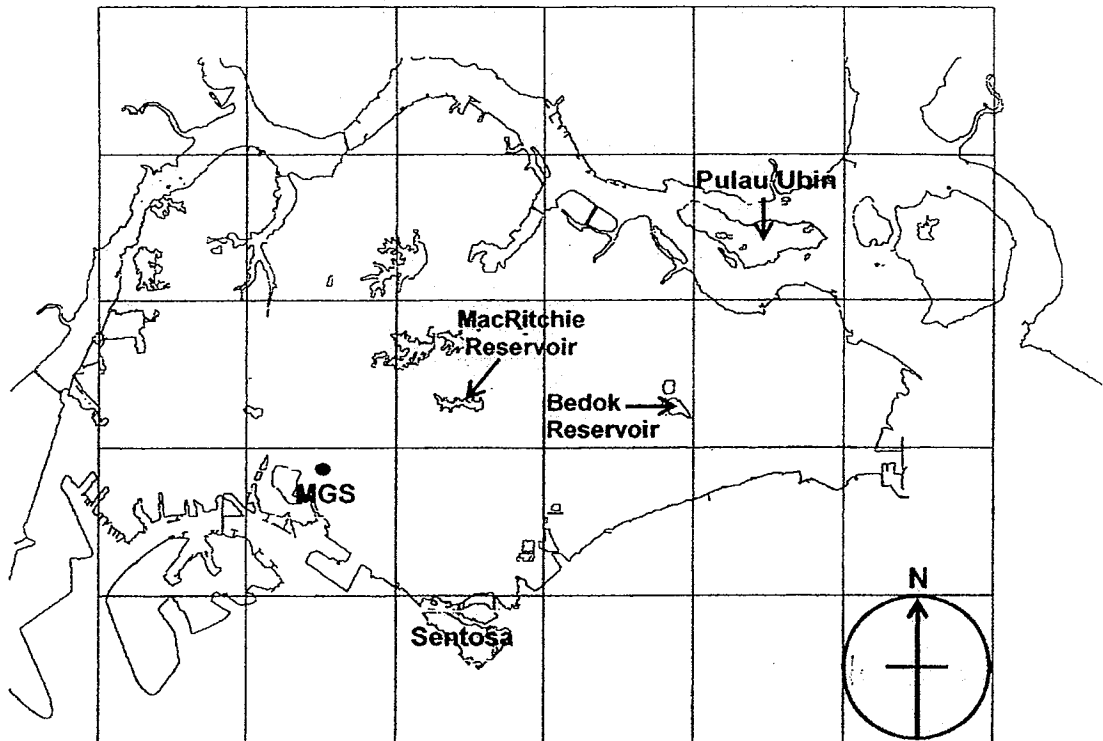 Pulau Ubin
MacRitchie
Reservoir
Bedok
Reservoir
MGS
N
Sentosa